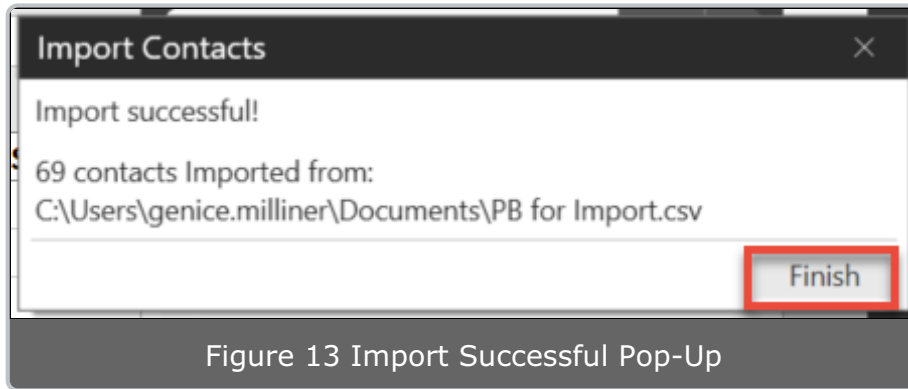 Import Contacts
Import successful!
69 contacts Imported from:
C:\Users\genice.milliner\Documents\PB for Import.csv
Finish
Figure 13 Import Successful Pop-Up